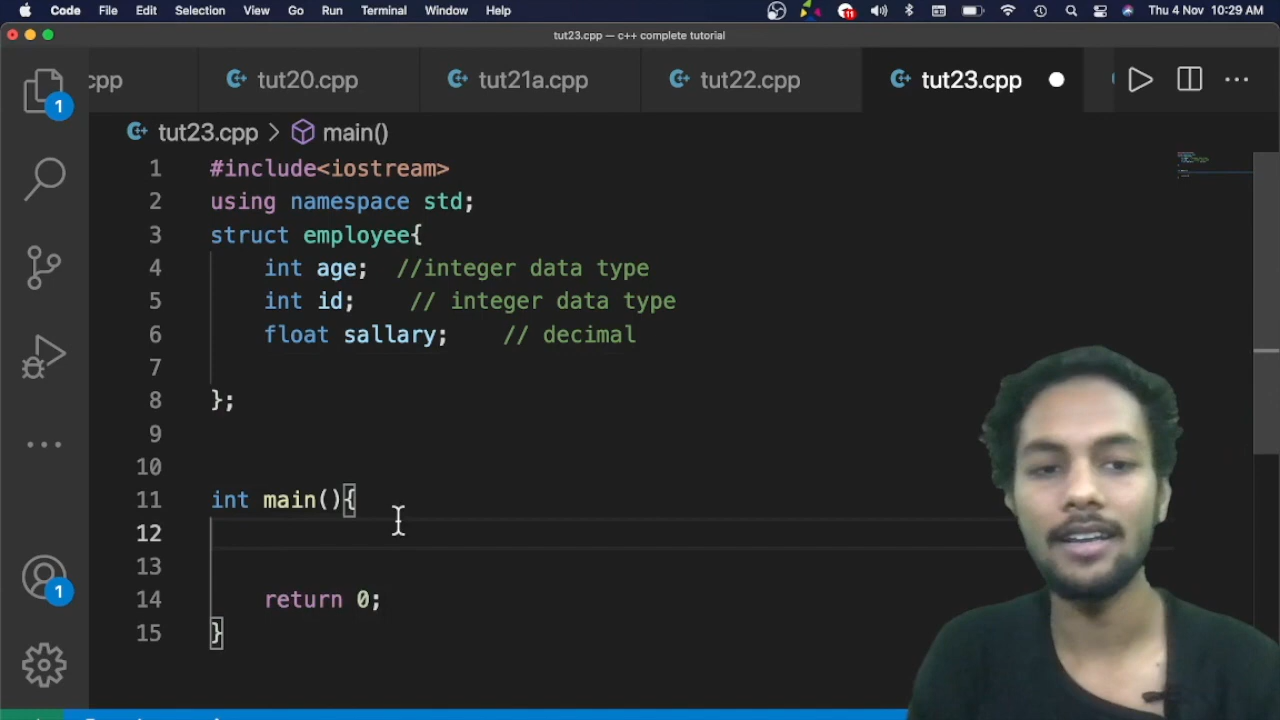 Code File Edit Selection View Go Run Terminal Window Help 11 Thu 4 Nov 10:29 AM
tut23.cpp — c++ complete tutorial
cpp tut20.cpp tut21a.cpp tut22.cpp tut23.cpp
1
tut23.cpp > main()
1 #include<iostream>
2 using namespace std;
3 struct employee{
4 int age; //integer data type
5 int id; // integer data type
6 float sallary; // decimal
7
8 };
9
10
11 int main(){
12
13
14 return 0;
15 }
1